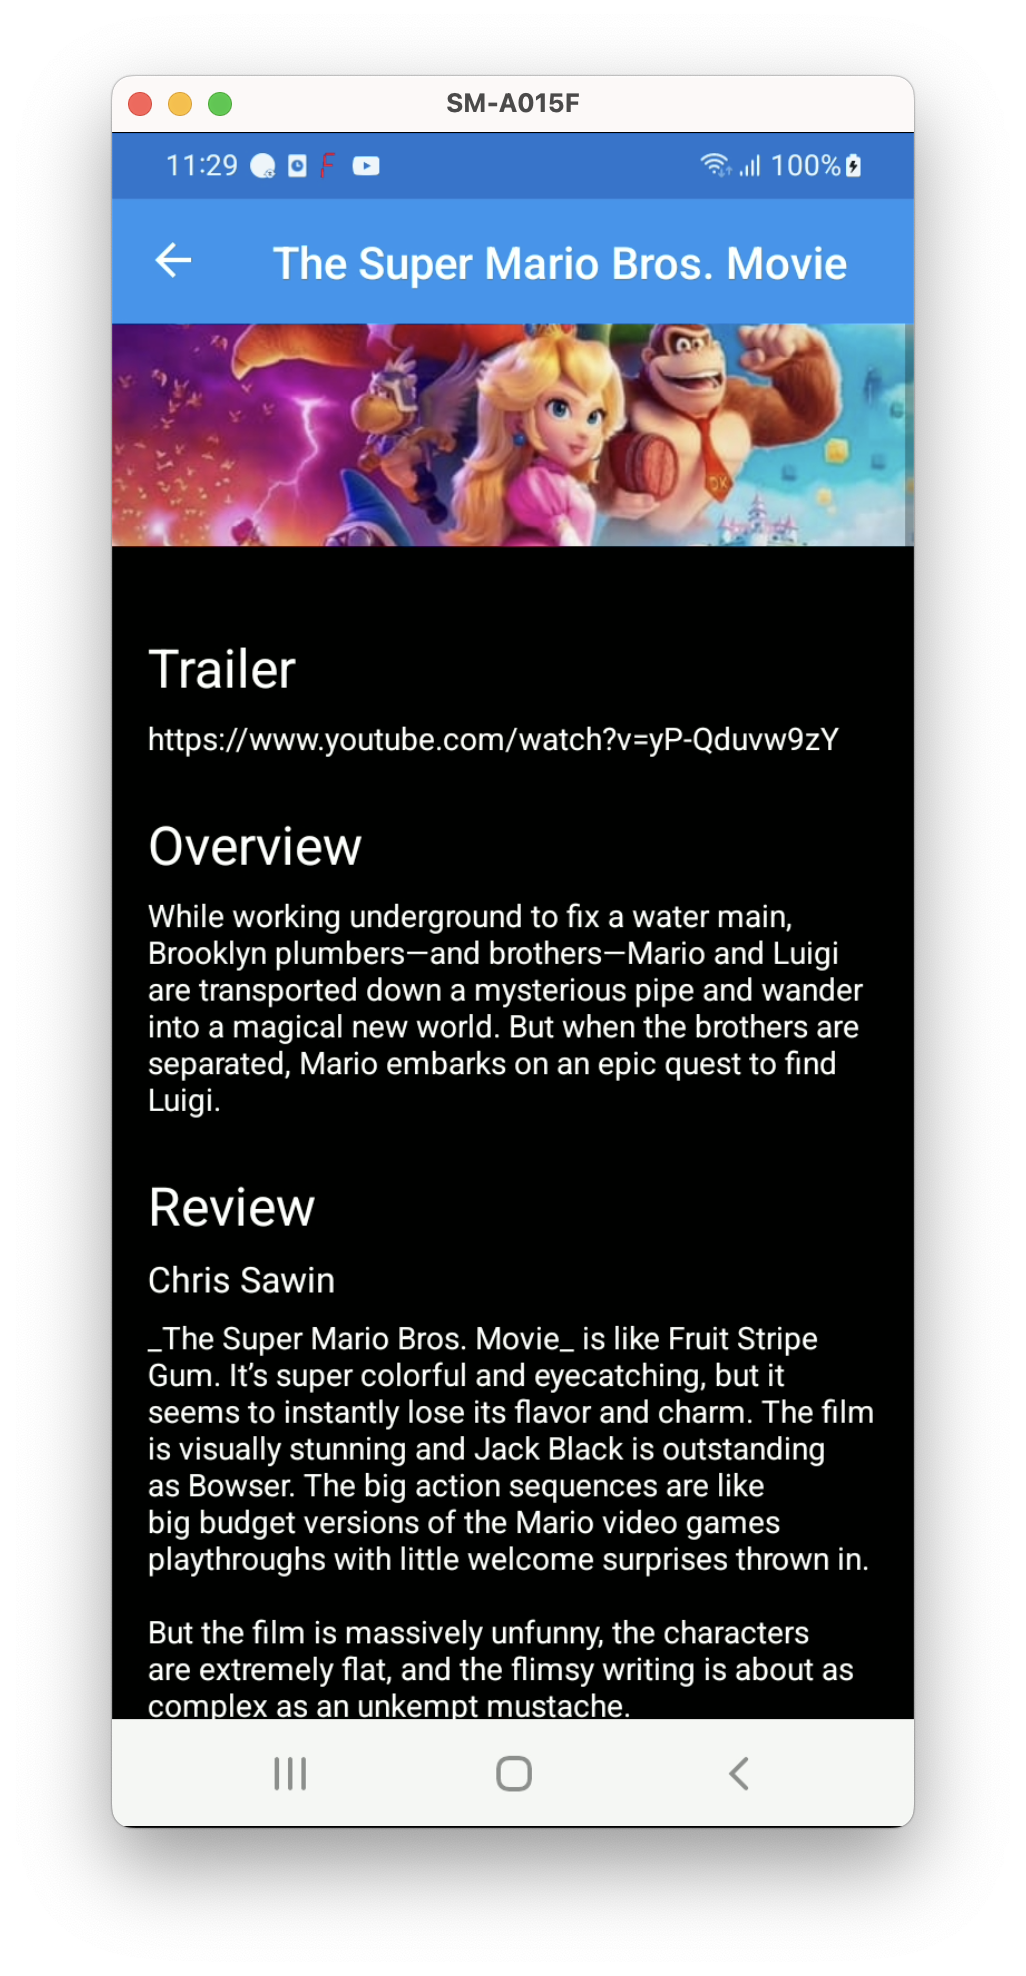 SM-A015F
11:29 F 100%
The Super Mario Bros. Movie
DK
Trailer
https://www.youtube.com/watch?v=yP-Qduvw9zY
Overview
While working underground to fix a water main,
Brooklyn plumbers—and brothers—Mario and Luigi
are transported down a mysterious pipe and wander
into a magical new world. But when the brothers are
separated, Mario embarks on an epic quest to find
Luigi.
Review
Chris Sawin
_The Super Mario Bros. Movie_ is like Fruit Stripe
Gum. It’s super colorful and eyecatching, but it
seems to instantly lose its flavor and charm. The film
is visually stunning and Jack Black is outstanding
as Bowser. The big action sequences are like
big budget versions of the Mario video games
playthroughs with little welcome surprises thrown in.
But the film is massively unfunny, the characters
are extremely flat, and the flimsy writing is about as
complex as an unkempt mustache.